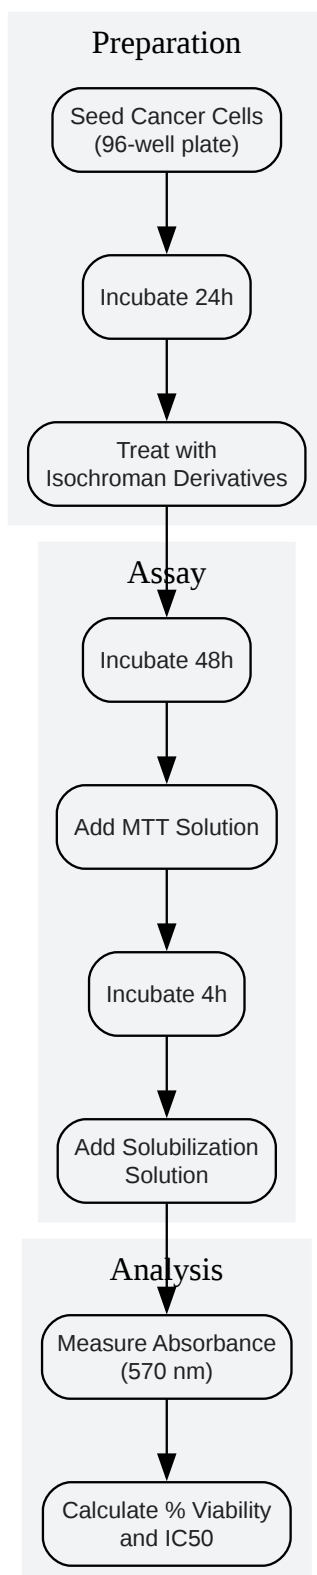 Preparation
Seed Cancer Cells
(96-well plate)
Incubate 24h
Treat with
Isochroman Derivatives
Assay
Incubate 48h
Add MTT Solution
Incubate 4h
Add Solubilization
Solution
Analysis
Measure Absorbance
(570 nm)
Calculate % Viability
and IC50